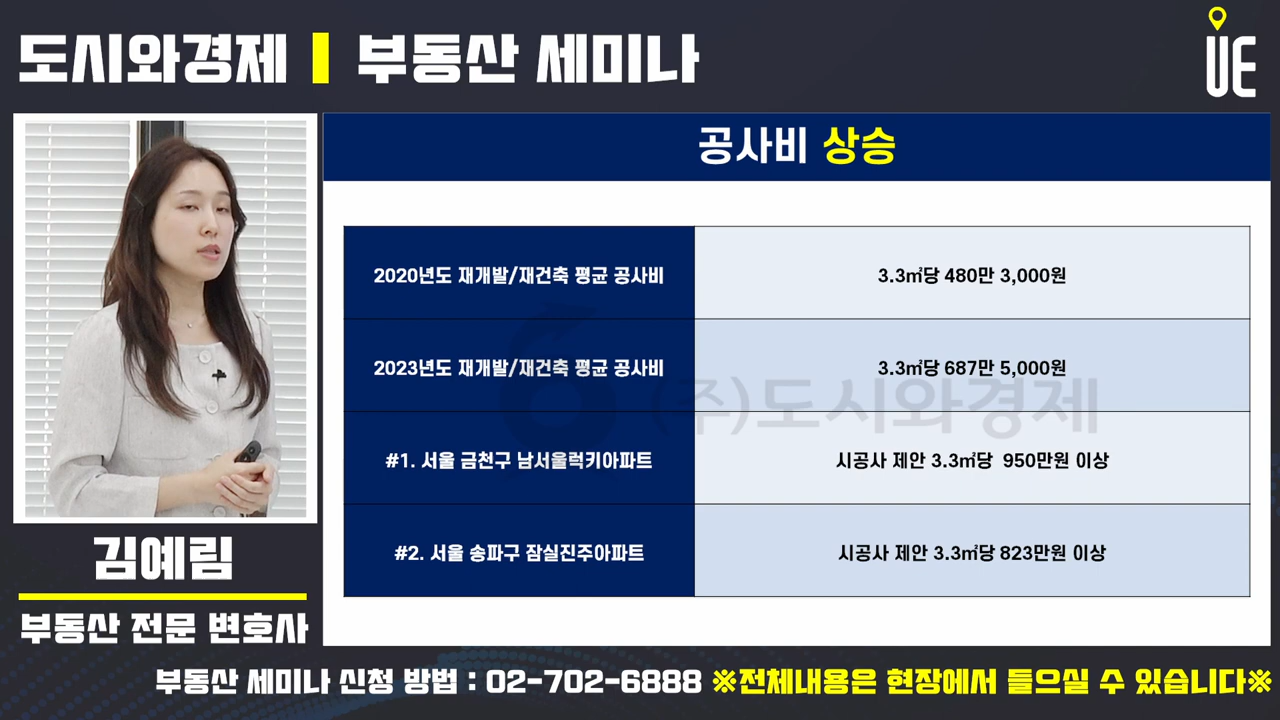 도시와경제 | 부동산 세미나
UE
공사비 상승
2020년도 재개발/재건축 평균 공사비
3.3㎡당 480만 3,000원
2023년도 재개발/재건축 평균 공사비
3.3㎡당 687만 5,000원
#1. 서울 금천구 남서울럭키아파트
시공사 제안 3.3㎡당 950만원 이상
#2. 서울 송파구 잠실진주아파트
시공사 제안 3.3㎡당 823만원 이상
(주)도시와경제
김예림
부동산 전문 변호사
부동산 세미나 신청 방법 : 02-702-6888 ※전체내용은 현장에서 들으실 수 있습니다※